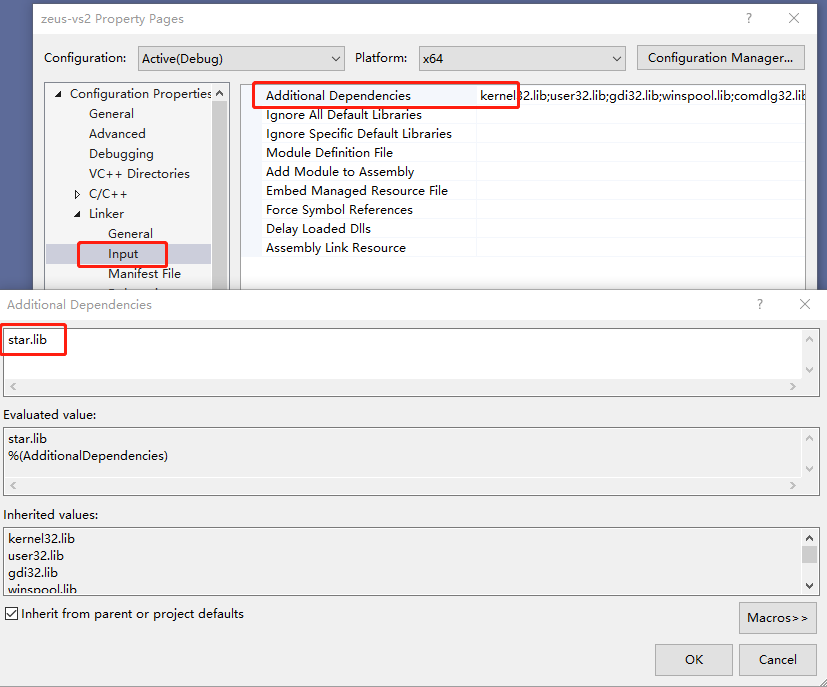 zeus-vs2 Property Pages
Configuration: Active(Debug) Platform: x64 Configuration Manager...
Configuration Properties
General
Advanced
Debugging
VC++ Directories
C/C++
Linker
General
Input
Manifest File
Additional Dependencies kernel32.lib;user32.lib;gdi32.lib;winspool.lib;comdlg32.lib
Ignore All Default Libraries
Ignore Specific Default Libraries
Module Definition File
Add Module to Assembly
Embed Managed Resource File
Force Symbol References
Delay Loaded Dlls
Assembly Link Resource
Additional Dependencies
star.lib
Evaluated value:
star.lib
%(AdditionalDependencies)
Inherited values:
kernel32.lib
user32.lib
gdi32.lib
winspool.lib
Inherit from parent or project defaults
Macros>>
OK Cancel